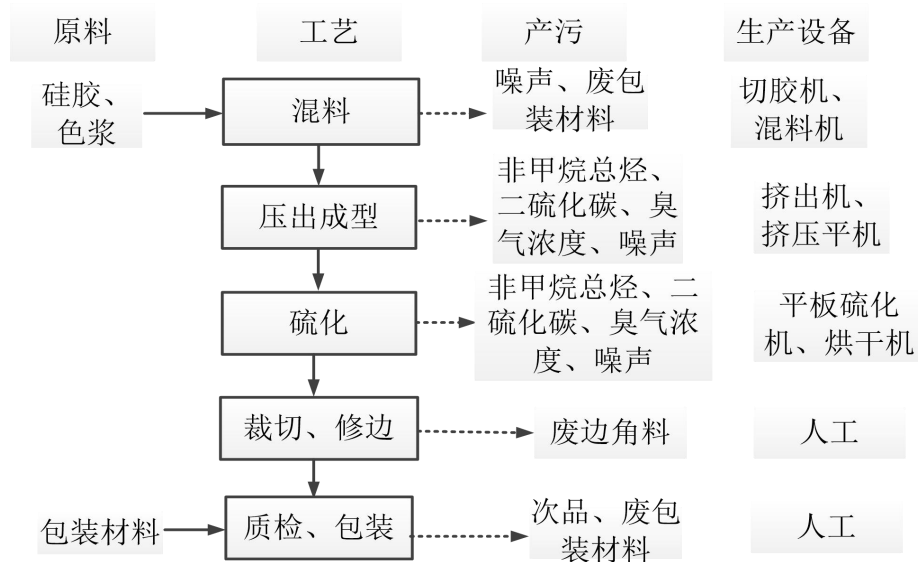 原料 工艺 产污 生产设备
硅胶、
色浆
混料
噪声、废包
装材料
切胶机、
混料机
压出成型
非甲烷总烃、
二硫化碳、臭
气浓度、噪声
挤出机、
挤压平机
硫化
非甲烷总烃、二
硫化碳、臭气浓
度、噪声
平板硫化
机、烘干机
裁切、修边
废边角料
人工
包装材料
质检、包装
次品、废包
装材料
人工